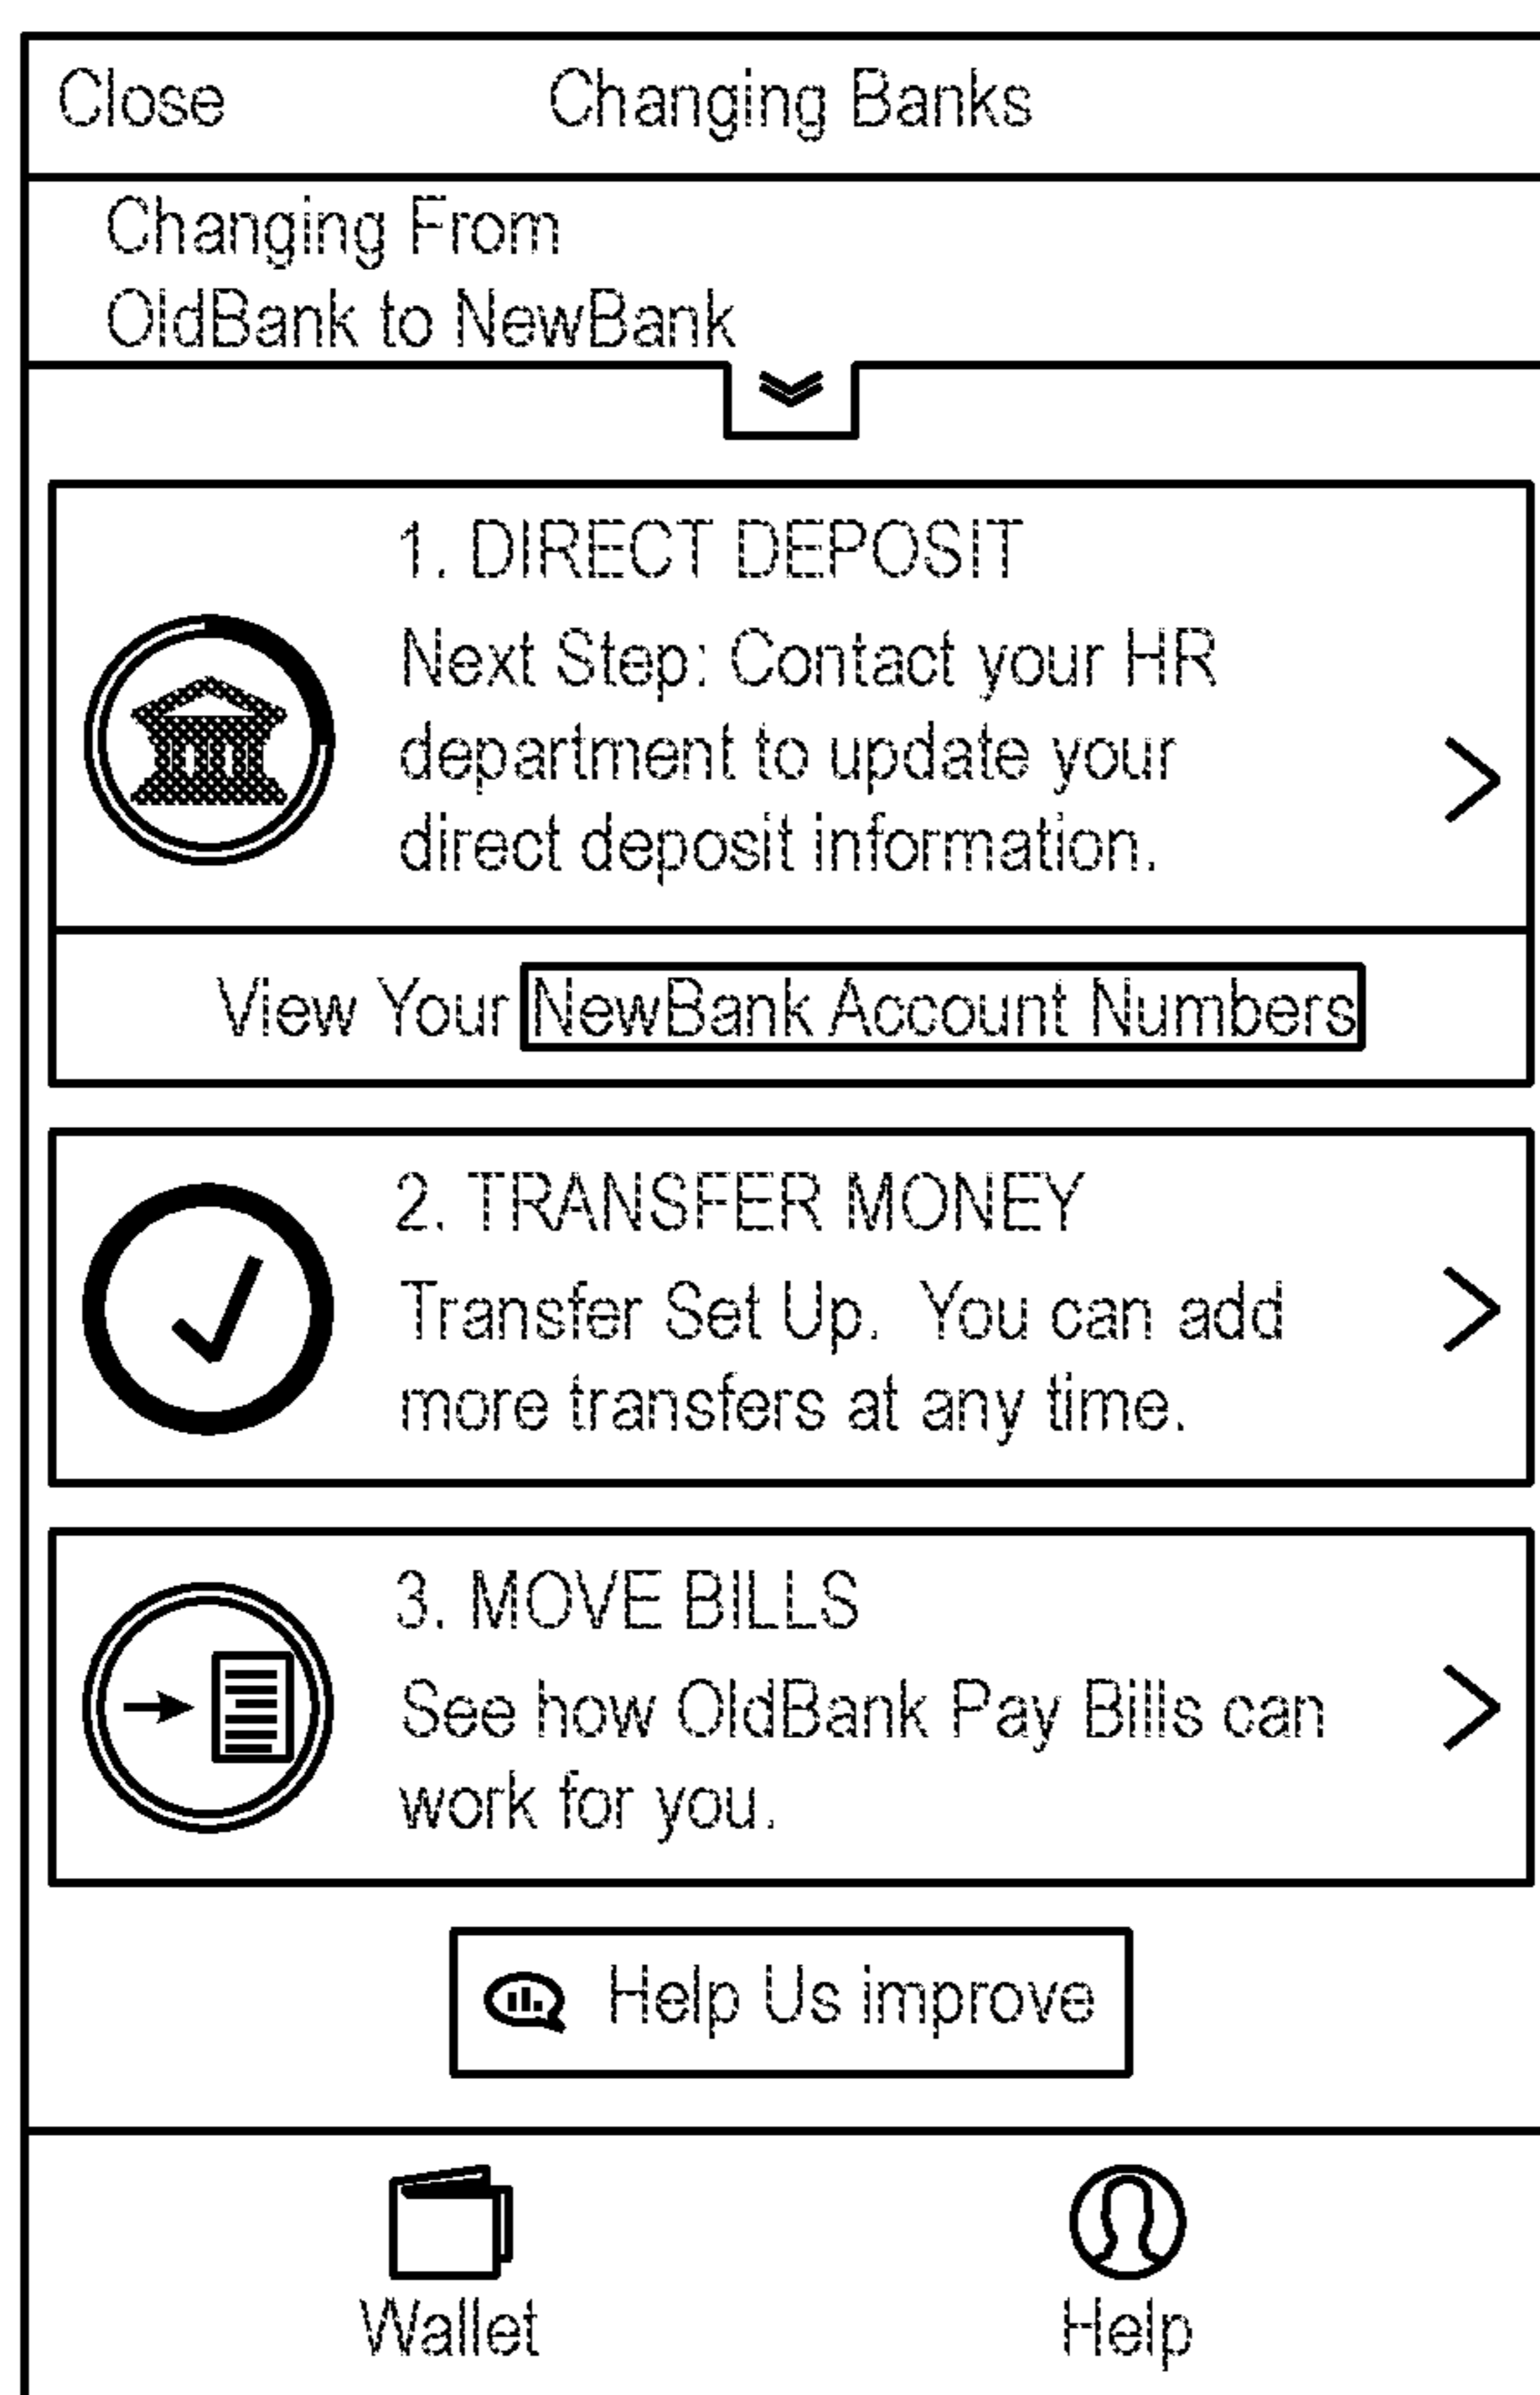 Close Changing Banks
Changing From
OldBank to NewBank
1. DIRECT DEPOSIT
Next Step: Contact your HR
department to update your
direct deposit information.
View Your NewBank Account Numbers
2. TRANSFER MONEY
Transfer Set Up. You can add
more transfers at any time.
3. MOVE BILLS
See how OldBank Pay Bills can
work for you.
Help Us improve
Wallet Help